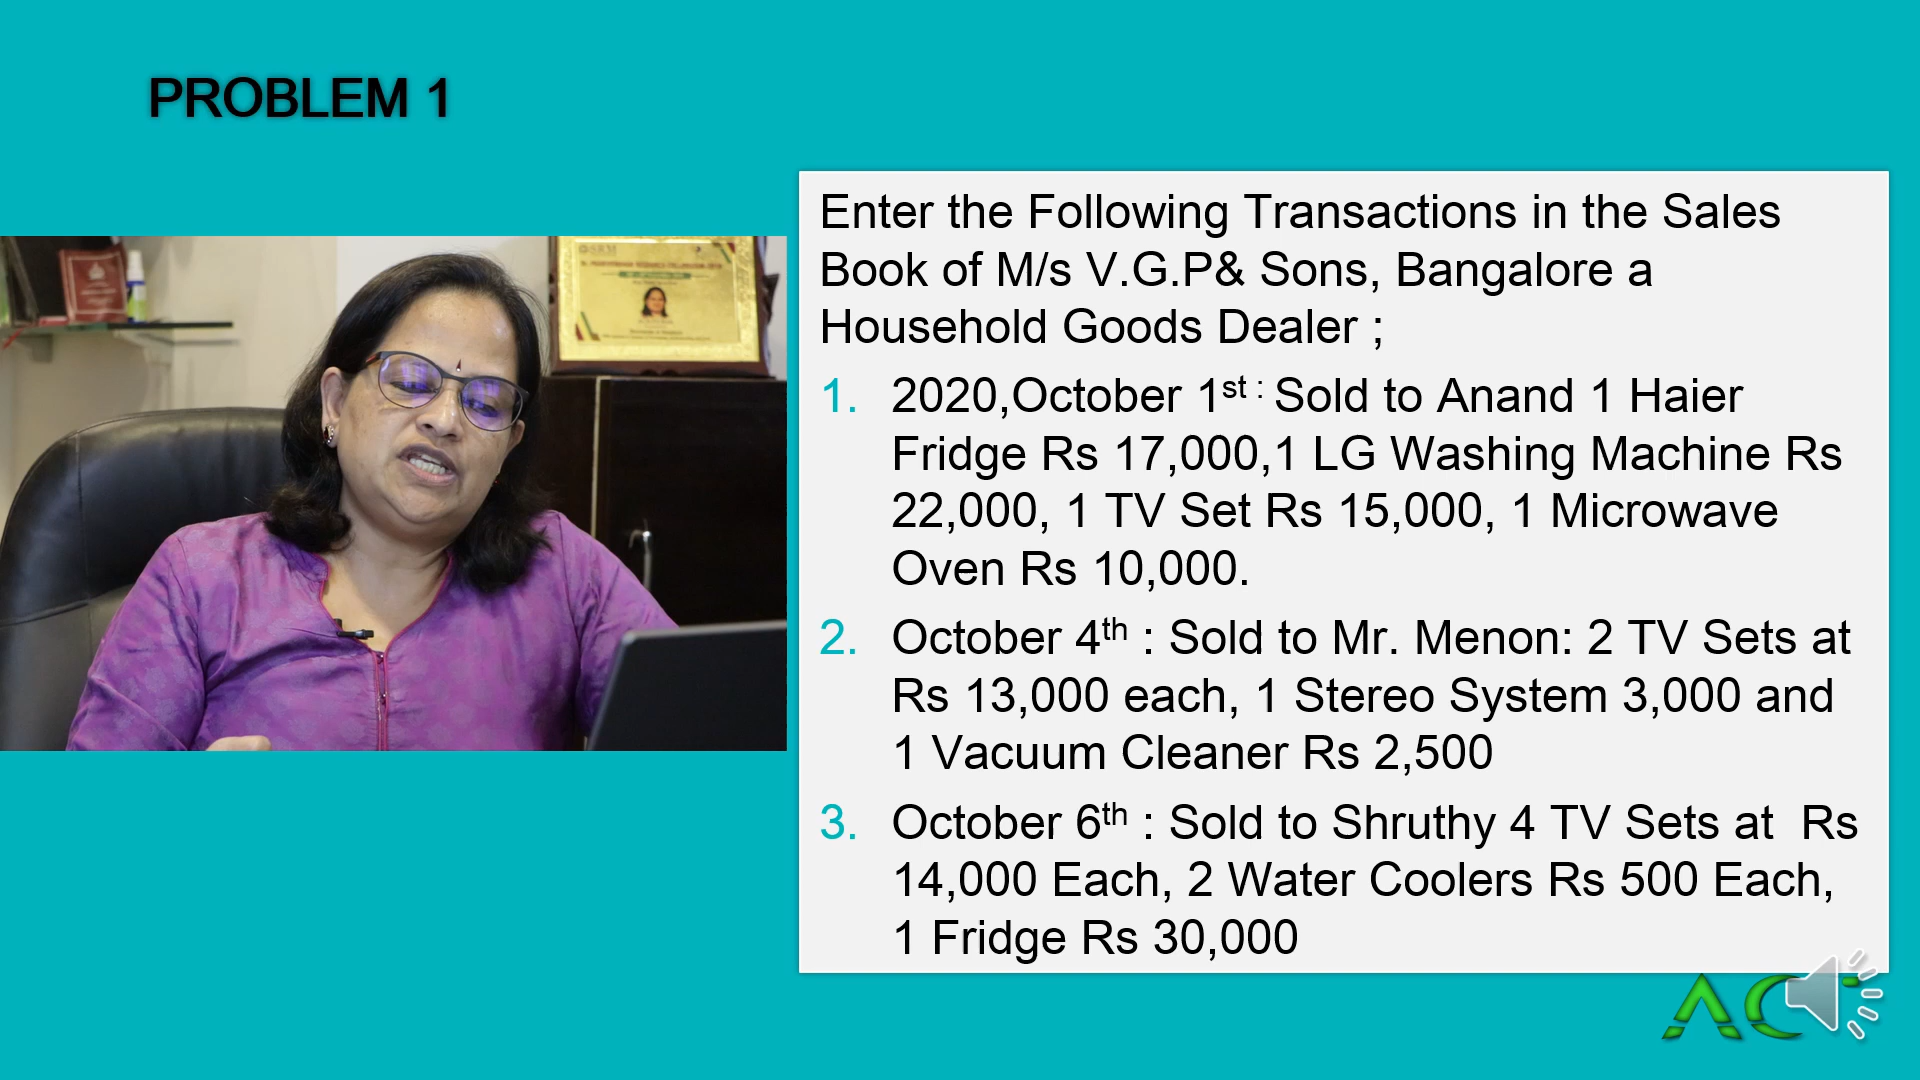 PROBLEM 1
Enter the Following Transactions in the Sales
Book of M/s V.G.P& Sons, Bangalore a
Household Goods Dealer ;
1. 2020,October 1st : Sold to Anand 1 Haier
Fridge Rs 17,000,1 LG Washing Machine Rs
22,000, 1 TV Set Rs 15,000, 1 Microwave
Oven Rs 10,000.
2. October 4th : Sold to Mr. Menon: 2 TV Sets at
Rs 13,000 each, 1 Stereo System 3,000 and
1 Vacuum Cleaner Rs 2,500
3. October 6th : Sold to Shruthy 4 TV Sets at  Rs
14,000 Each, 2 Water Coolers Rs 500 Each,
1 Fridge Rs 30,000